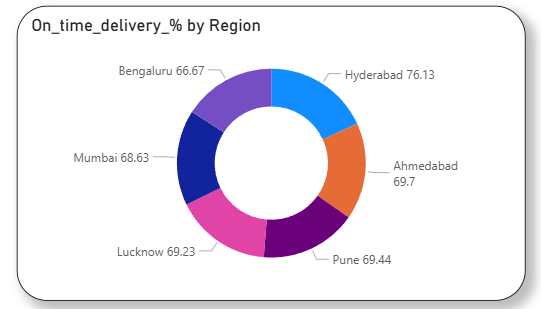 On_time_delivery_% by Region
Bengaluru 66.67
Hyderabad 76.13
Mumbai 68.63
Ahmedabad
69.7
Lucknow 69.23
Pune 69.44